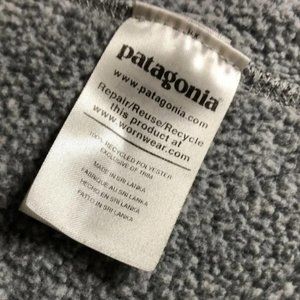 patagonia
www.patagonia.com
Repair/Reuse/Recycle
this product at
www.wornwear.com
100% RECYCLED POLYESTER
EXCLUSIVE OF TRIM
MADE IN SRI LANKA
FABRIQUÉ AU SRI LANKA
HECHO EN SRI LANKA
FATTO IN SRI LANKA